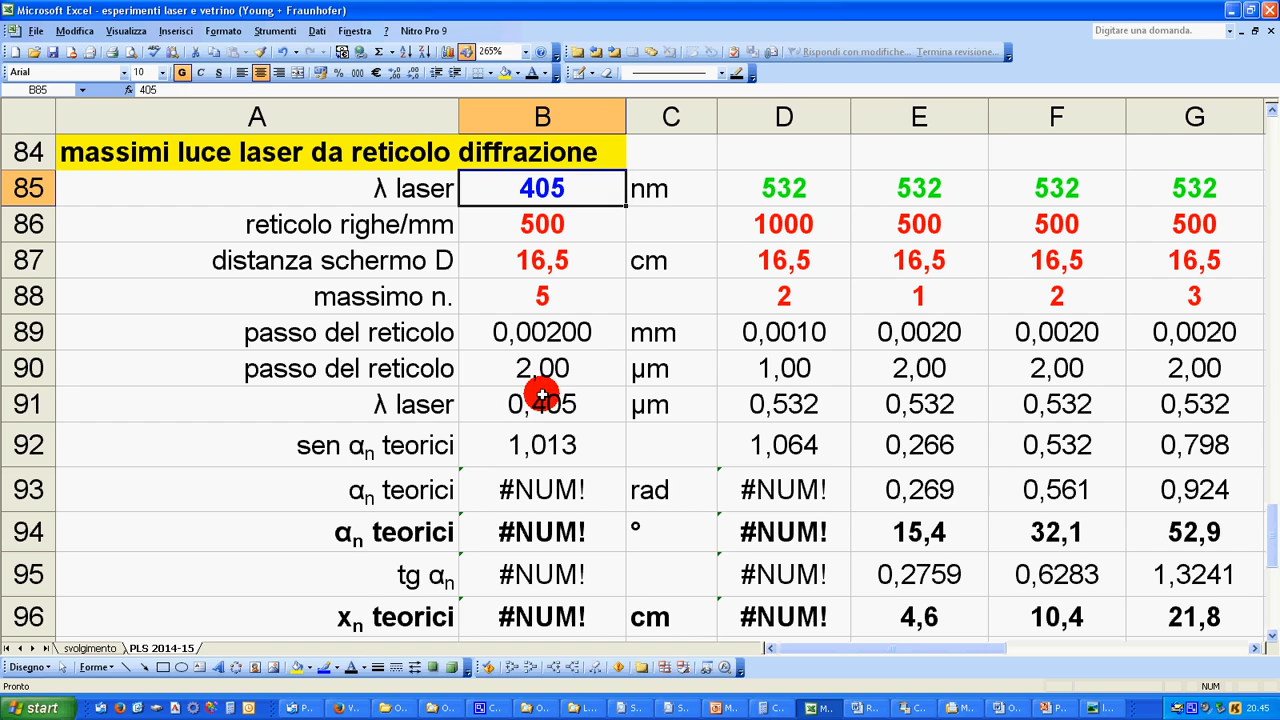 Microsoft Excel - esperimenti laser e vetrino (Young + Fraunhofer)
File Modifica Visualizza Inserisci Formato Strumenti Dati Finestra ? Nitro Pro 9 Digitare una domanda.
265% Rispondi con modifiche... Termina revisione...
Arial 10 G C S
B85 fx 405
A B C D E F G
84 massimi luce laser da reticolo diffrazione
85 λ laser 405 nm 532 532 532 532
86 reticolo righe/mm 500 1000 500 500 500
87 distanza schermo D 16,5 cm 16,5 16,5 16,5 16,5
88 massimo n. 5 2 1 2 3
89 passo del reticolo 0,00200 mm 0,0010 0,0020 0,0020 0,0020
90 passo del reticolo 2,00 µm 1,00 2,00 2,00 2,00
91 λ laser 0,405 µm 0,532 0,532 0,532 0,532
92 sen αn teorici 1,013 1,064 0,266 0,532 0,798
93 αn teorici #NUM! rad #NUM! 0,269 0,561 0,924
94 αn teorici #NUM! ° #NUM! 15,4 32,1 52,9
95 tg αn #NUM! #NUM! 0,2759 0,6283 1,3241
96 xn teorici #NUM! cm #NUM! 4,6 10,4 21,8
svolgimento PLS 2014-15
Disegno Forme
Pronto NUM
start P... V... O... O... C... L... S... S... M... C... M... R... C... M... O... P... I... 20.45